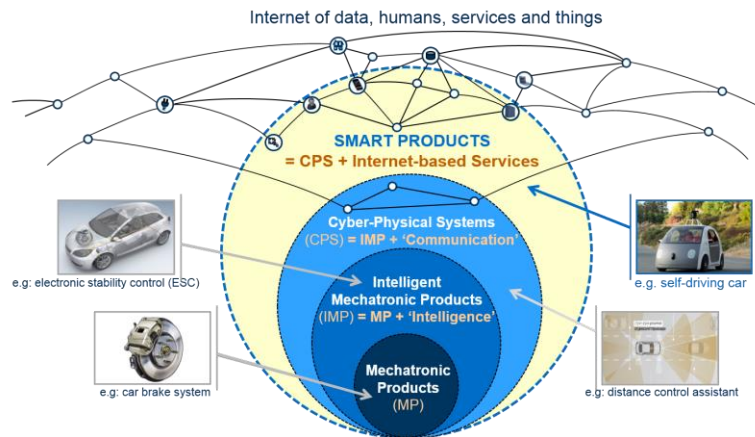 Internet of data, humans, services and things
SMART PRODUCTS
= CPS + Internet-based Services
Cyber-Physical Systems
(CPS) = IMP + ‘Communication’
e.g: electronic stability control (ESC)
e.g. self-driving car
Intelligent
Mechatronic Products
(IMP) = MP + ‘Intelligence’
Mechatronic
Products
(MP)
e.g: car brake system
e.g: distance control assistant